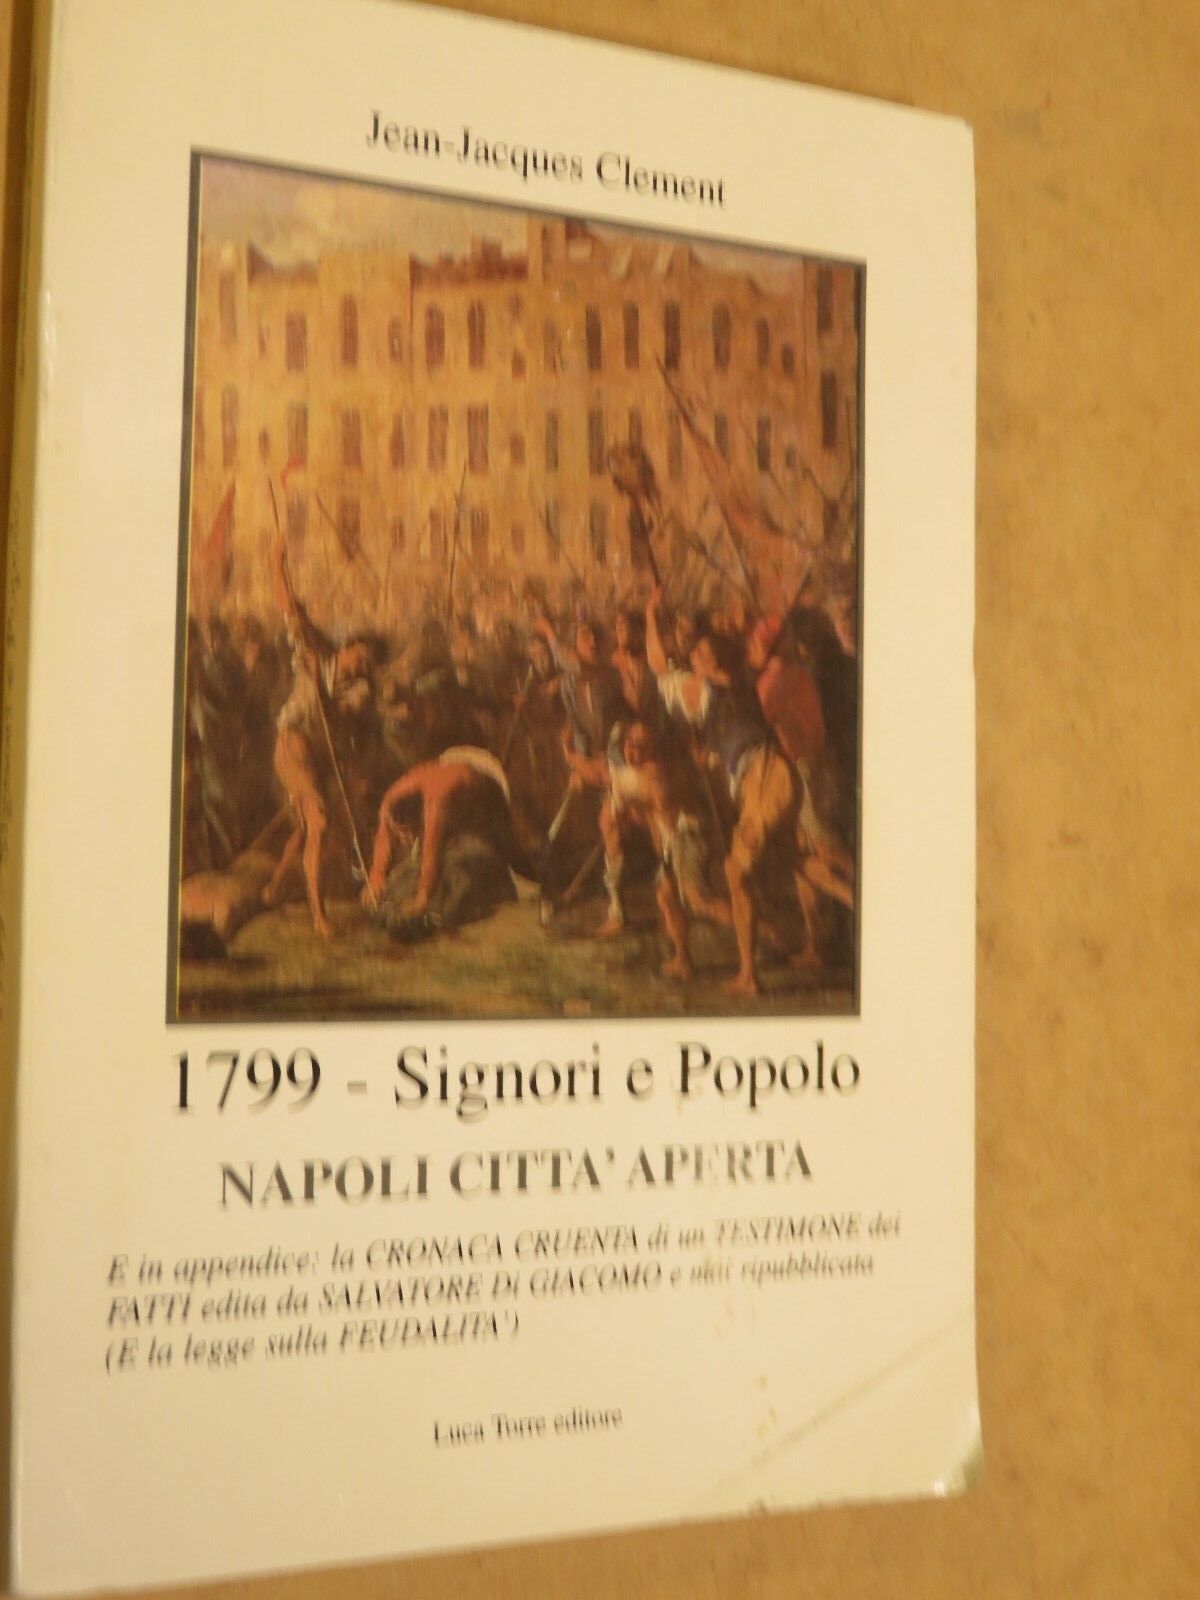 Jean-Jacques Clement
1799 - Signori e Popolo
NAPOLI CITTA' APERTA
E in appendice: la CRONACA CRUENTA di un TESTIMONE dei
FATTI edita da SALVATORE DI GIACOMO e mai ripubblicata
(E la legge sulla FEUDALITA')
Luca Torre editore